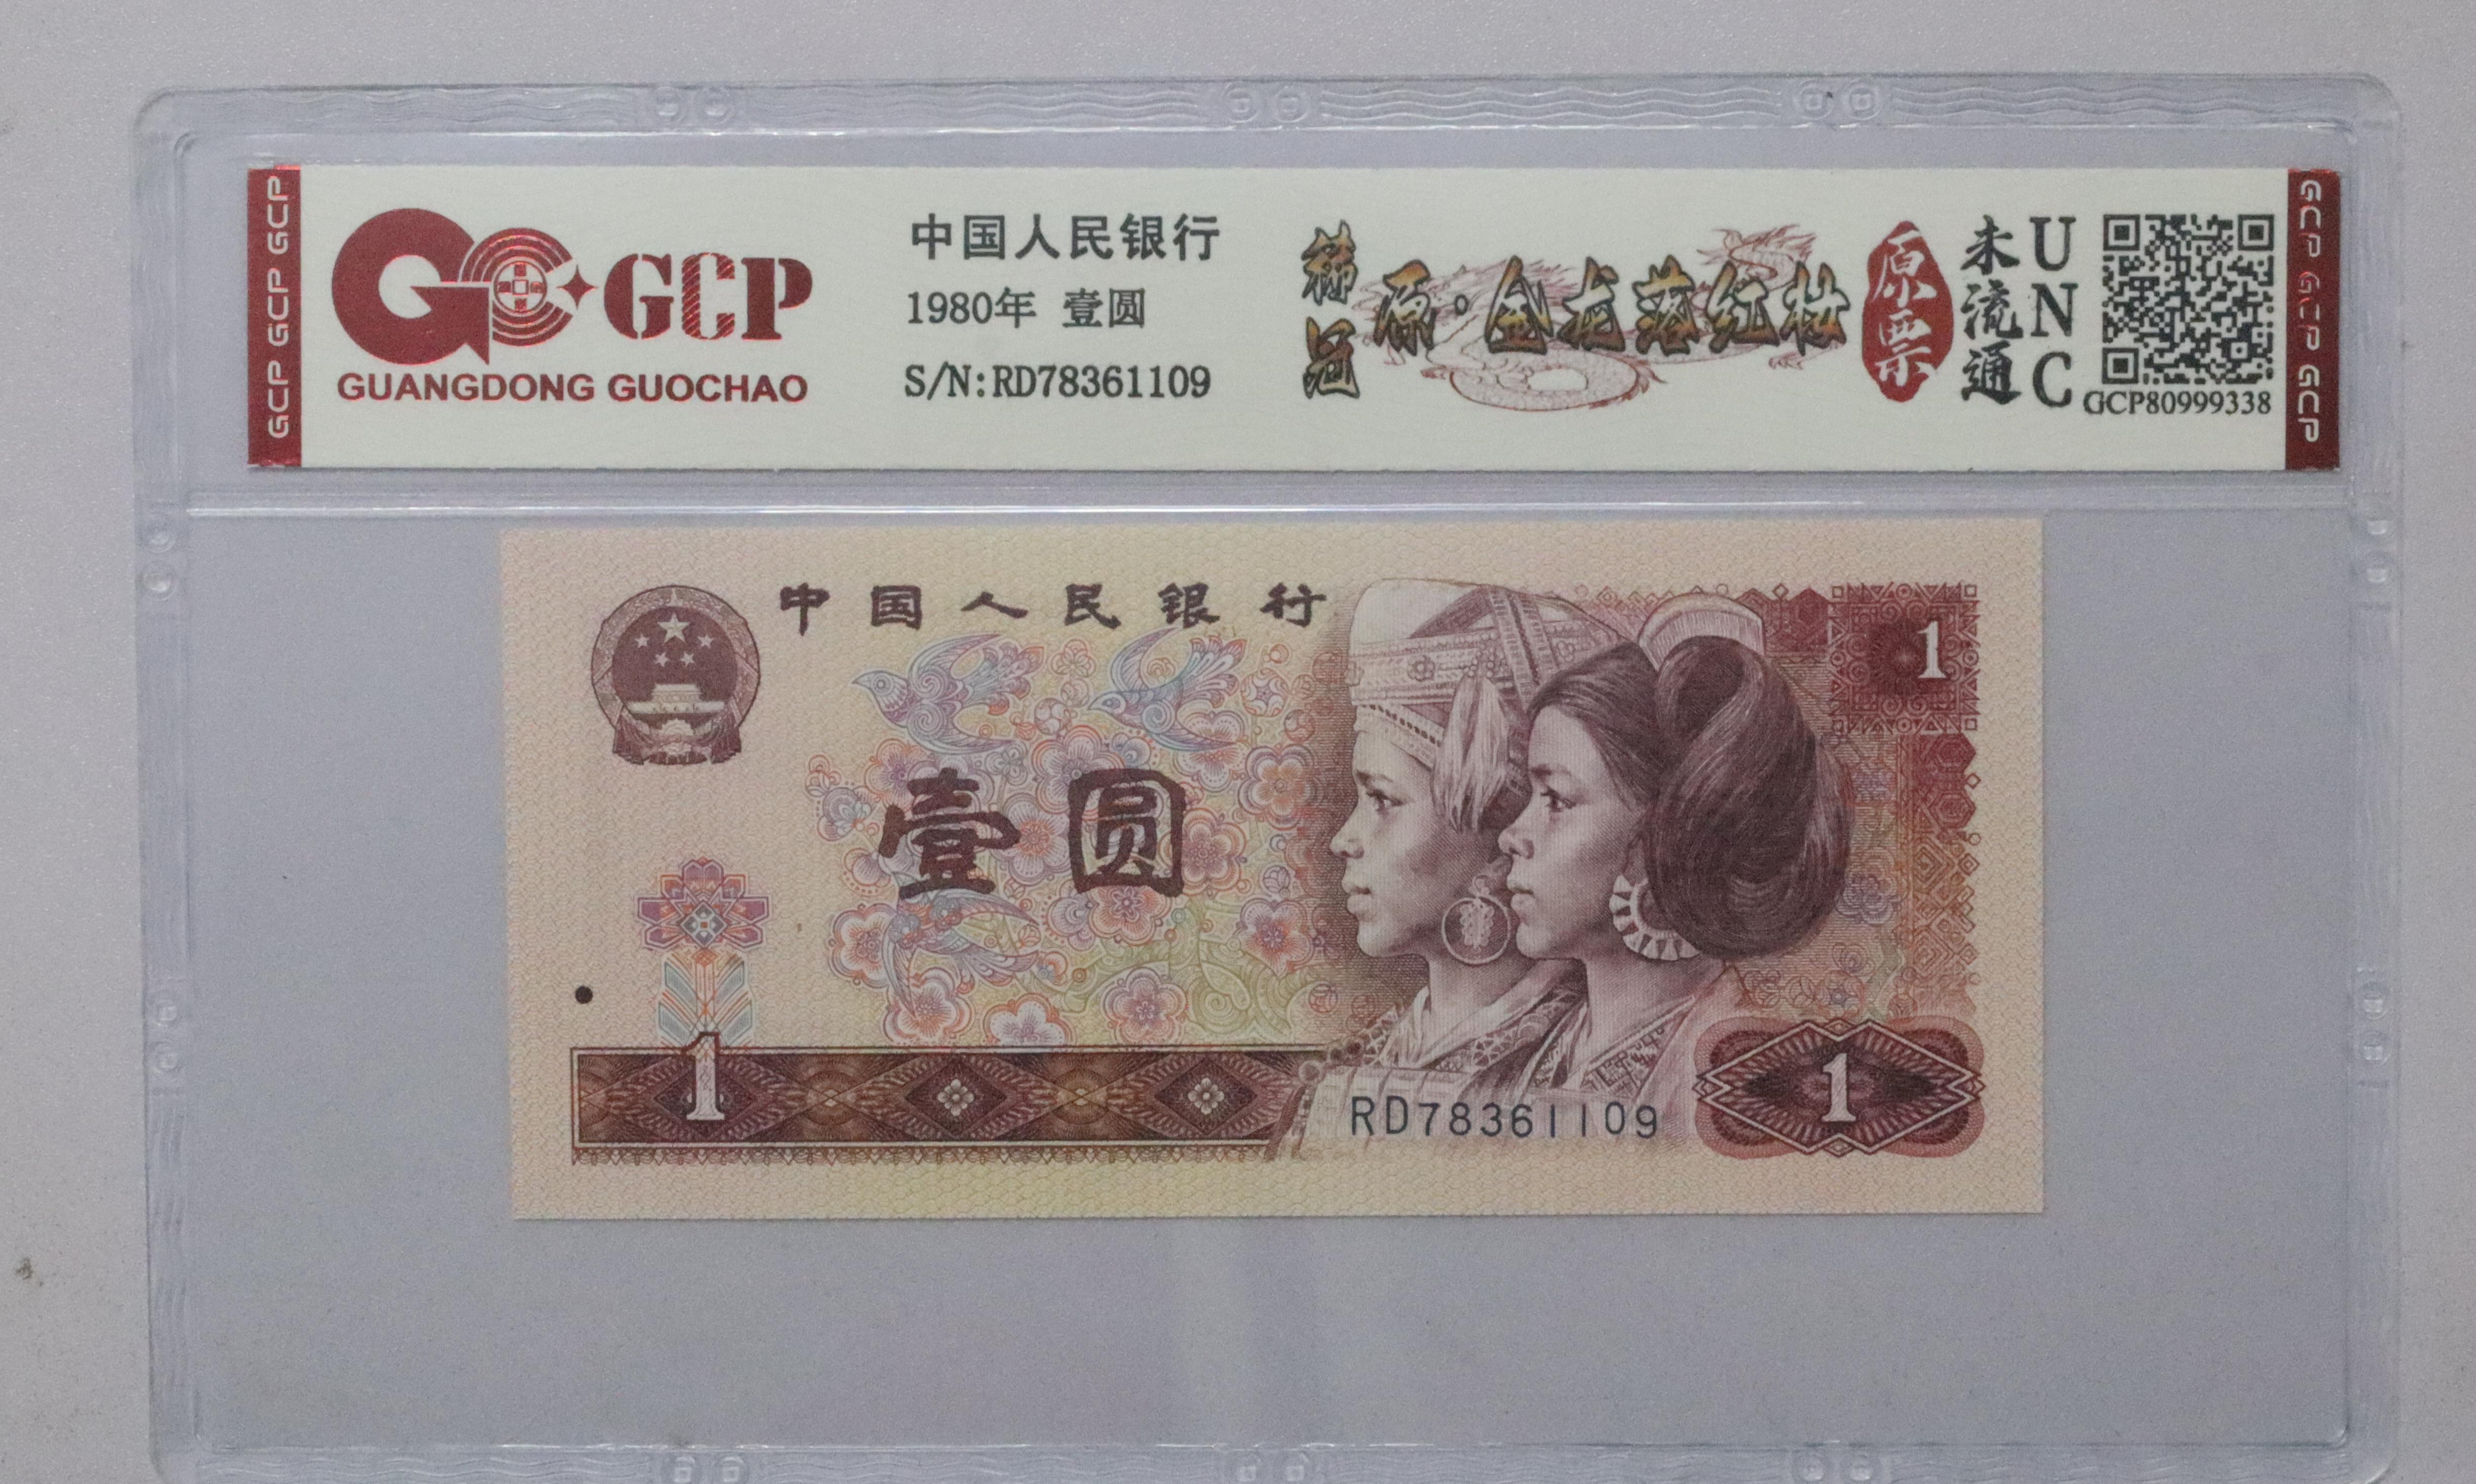 GCP GCP GCP GCP
GCP
GUANGDONG GUOCHAO
中国人民银行
1980年 壹圆
S/N:RD78361109
稀冠
原·金龙落红妆
原票
未流通
UNC
GCP80999338
GCP GCP GCP GCP
中国人民银行
1
壹圆
1
1
RD78361109